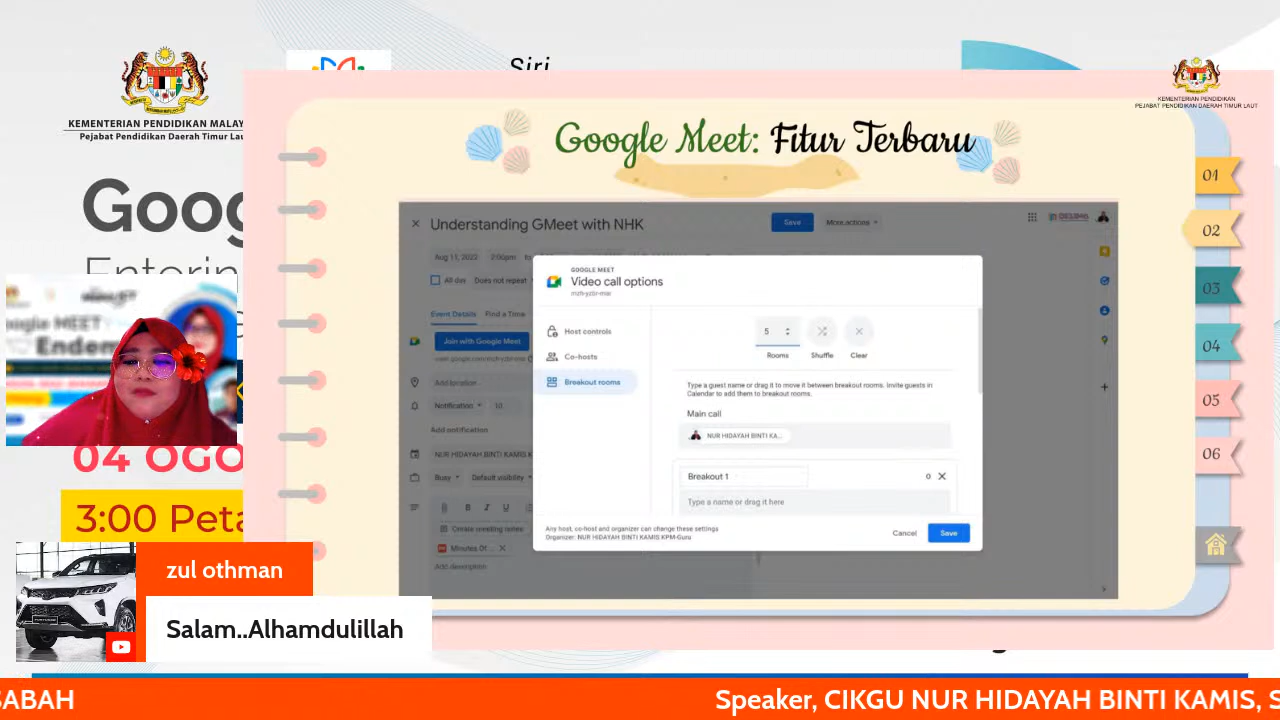 Siri
KEMENTERIAN PENDIDIKAN MALAY
Pejabat Pendidikan Daerah Timur Lau
KEMENTERIAN PENDIDIKAN
PEJABAT PENDIDIKAN DAERAH TIMUR LAUT
Goog
Enterin
Google Meet: Fitur Terbaru
01
02
03
04
05
06
Understanding GMeet with NHK
Save
More actions
Aug 11, 2022
2:00pm
to
All day
Does not repeat
Event Details
Find a Time
Join with Google Meet
Add location
Notification
10
Add notification
NUR HIDAYAH BINTI KAMIS K
Busy
Default visibility
B I U
Create meeting notes
Minutes Of ...
Add description
GOOGLE MEET
Video call options
Host controls
Co-hosts
Breakout rooms
5
Rooms
Shuffle
Clear
Type a guest name or drag it to move it between breakout rooms. Invite guests in
Calendar to add them to breakout rooms.
Main call
NUR HIDAYAH BINTI KA...
Breakout 1
0
Type a name or drag it here
Any host, co-host and organizer can change these settings
Organizer: NUR HIDAYAH BINTI KAMIS KPM-Guru
Cancel
Save
oogle MEET
Endem
04 OGO
3:00 Peta
zul othman
Salam..Alhamdulillah
SABAH
Speaker, CIKGU NUR HIDAYAH BINTI KAMIS, S